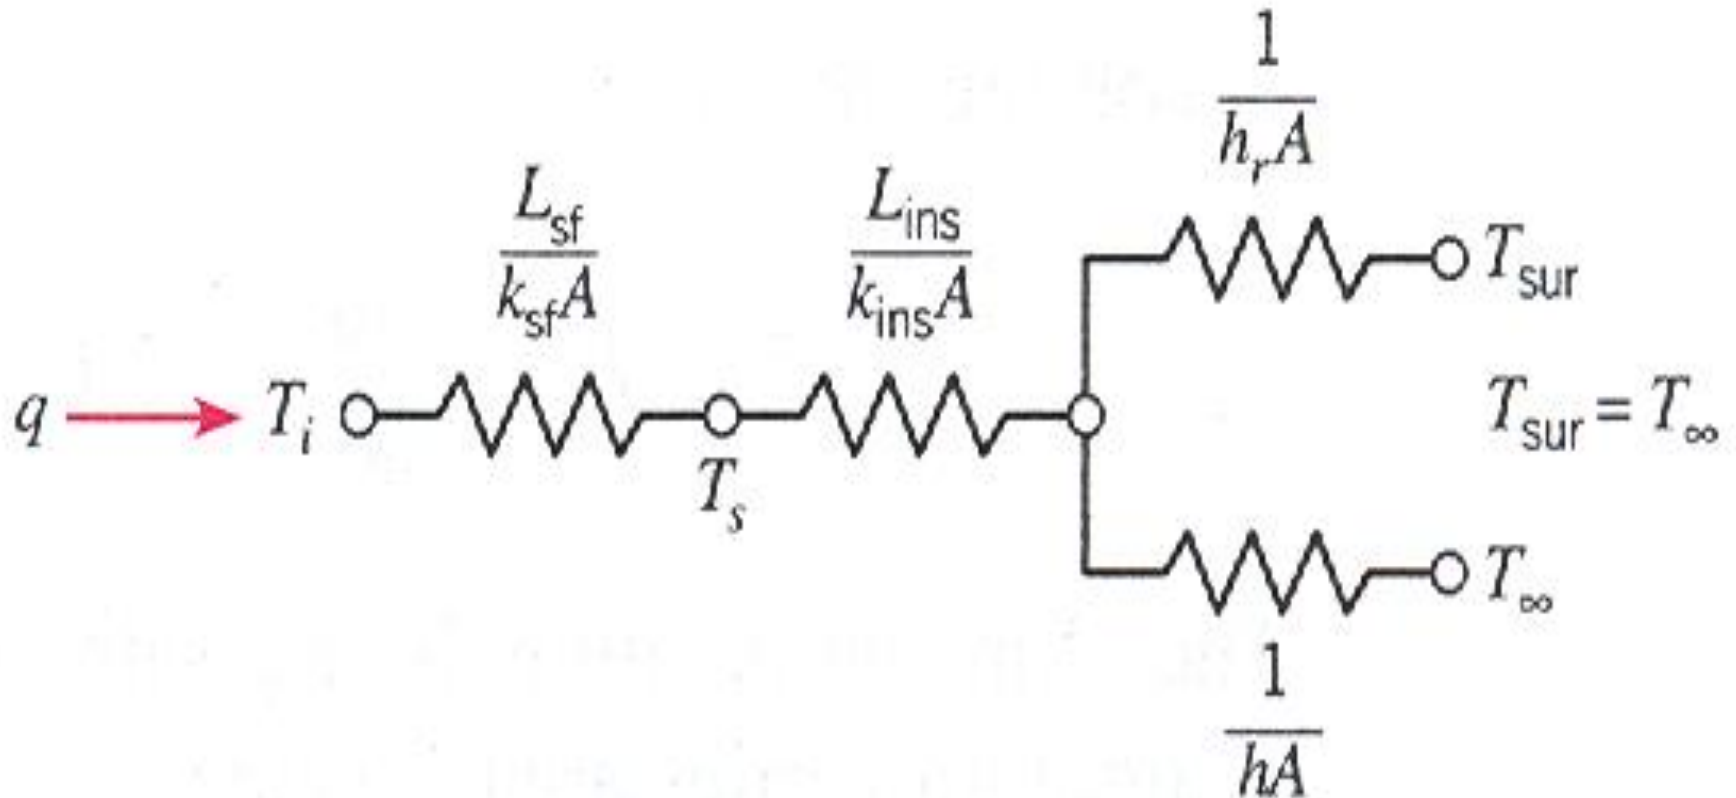 1
h_r A
L_sf
k_sf A
L_ins
k_ins A
T_sur
q
T_i
T_s
T_sur = T_∞
T_∞
1
hA